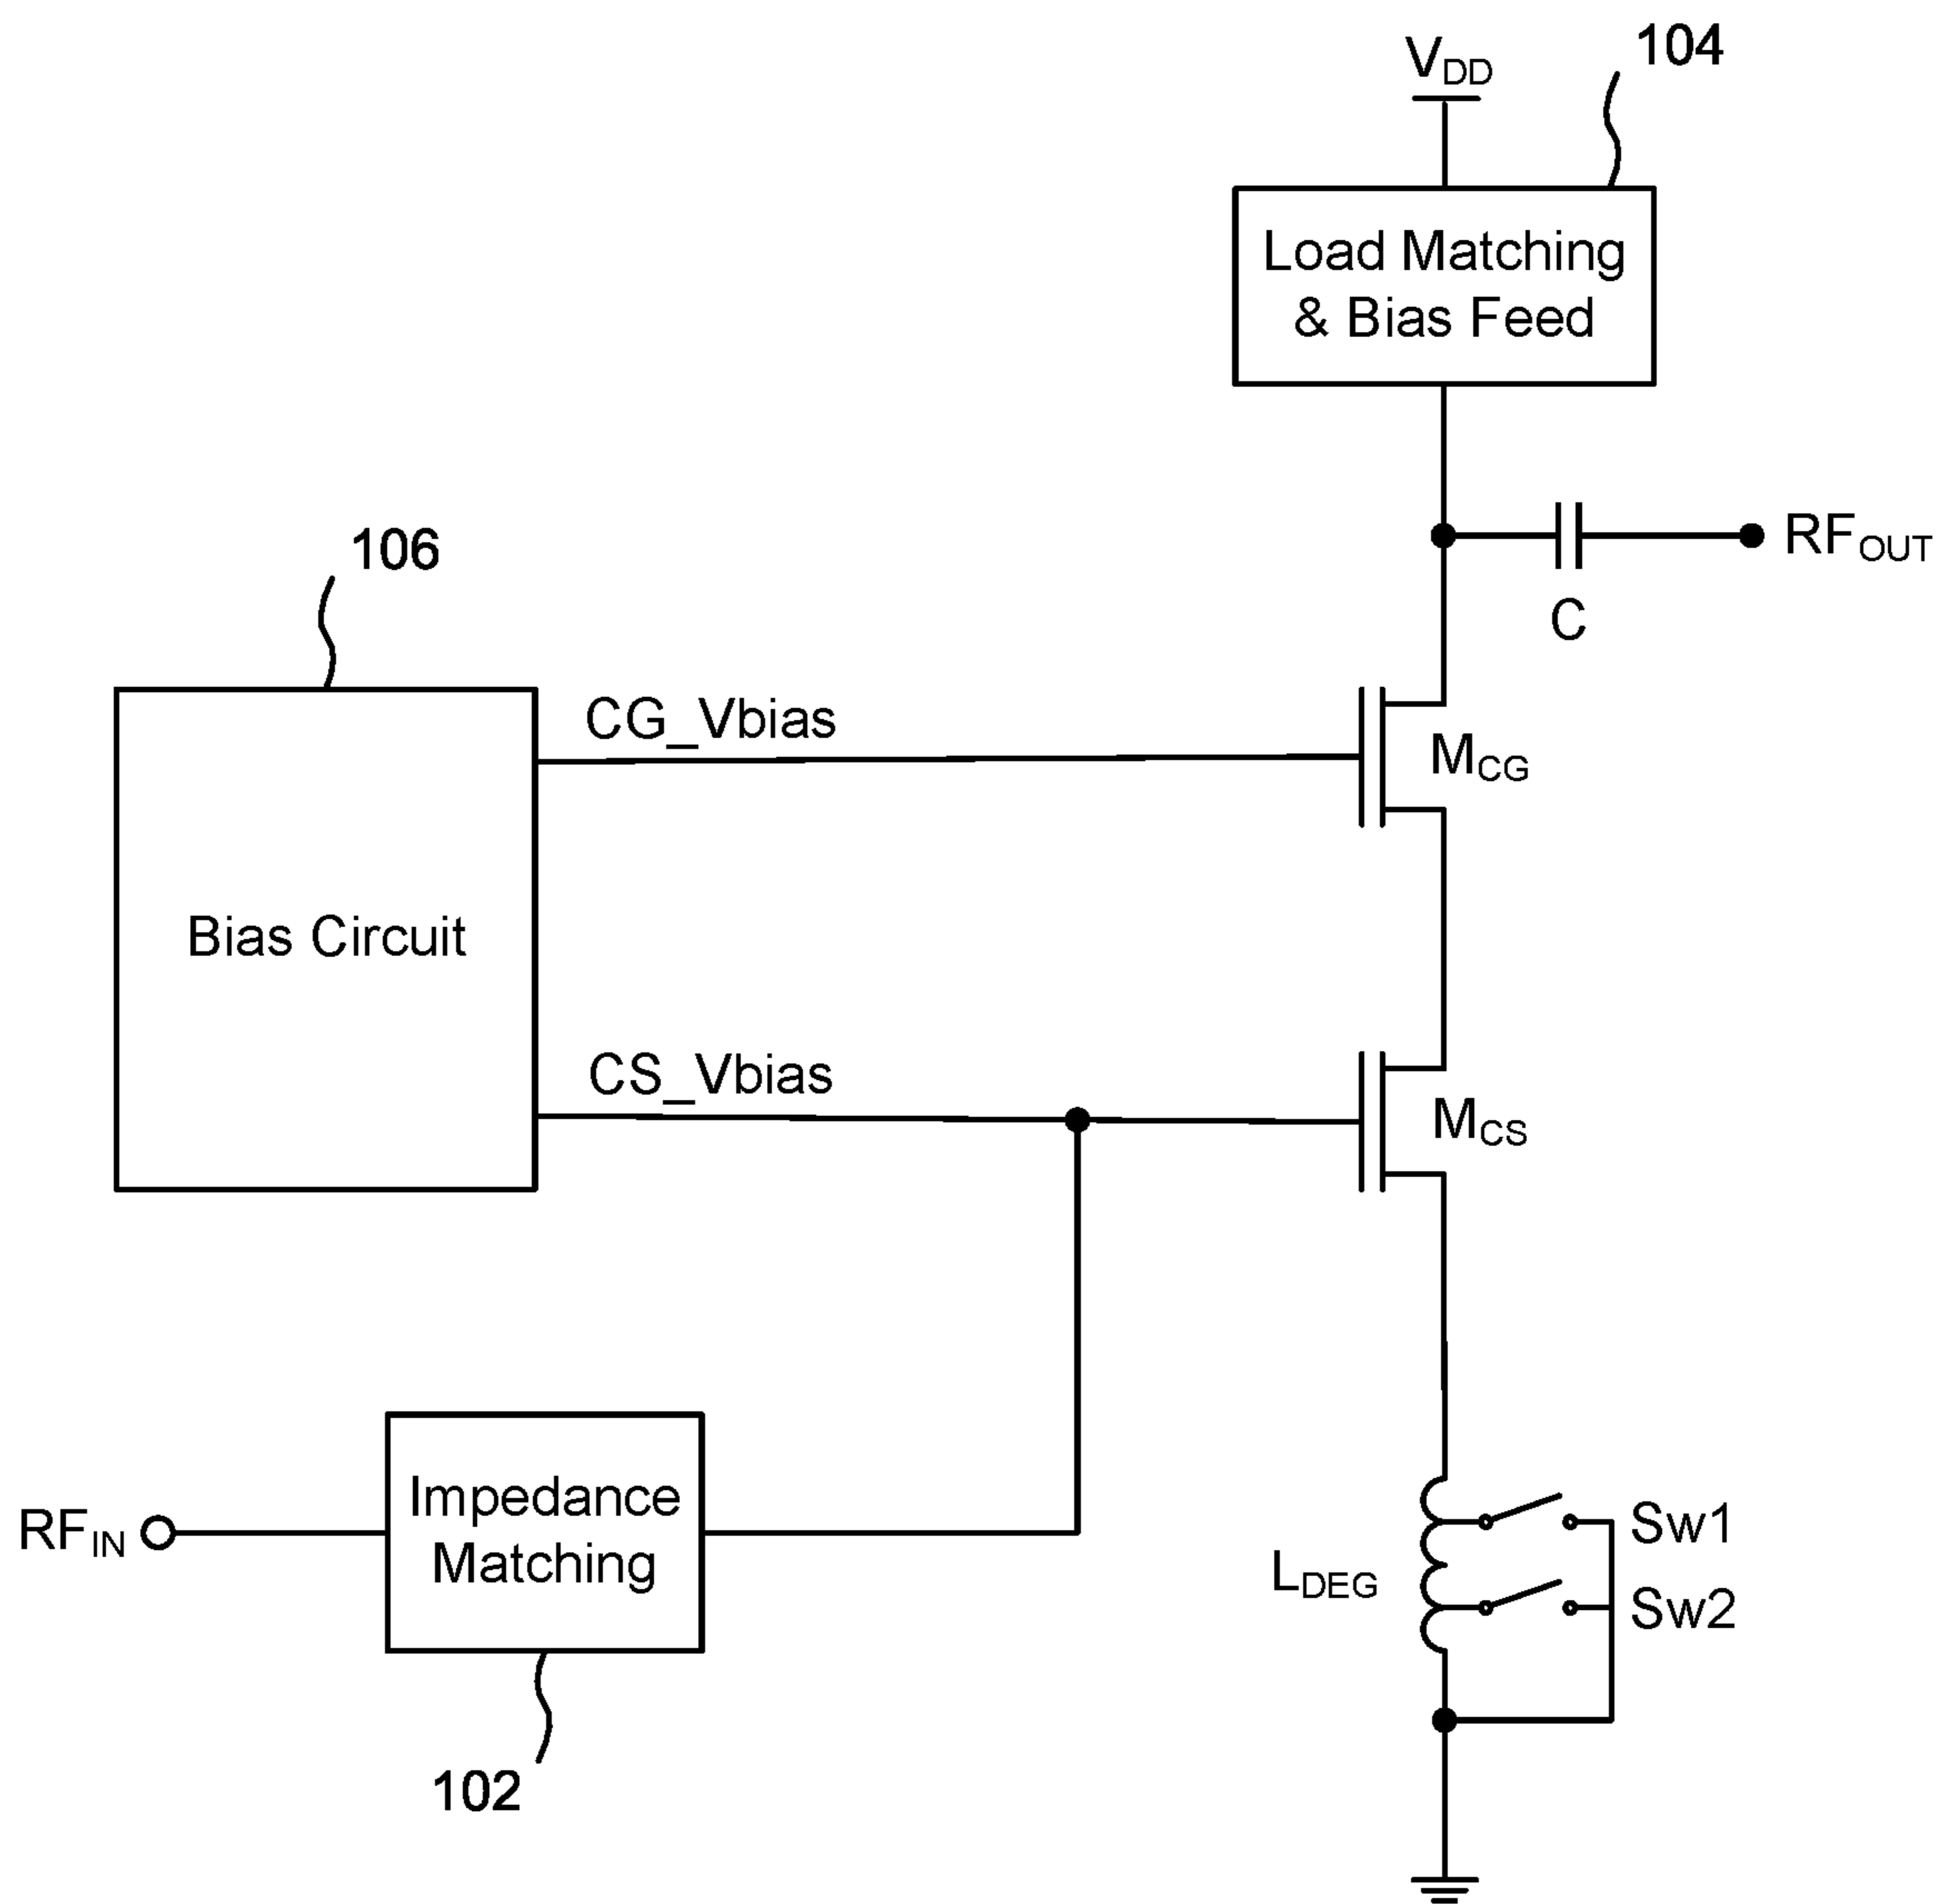 104
VDD
Load Matching
& Bias Feed
RFOUT
C
106
CG_Vbias
MCG
Bias Circuit
CS_Vbias
MCS
Impedance
Matching
RFIN
LDEG
Sw1
Sw2
102